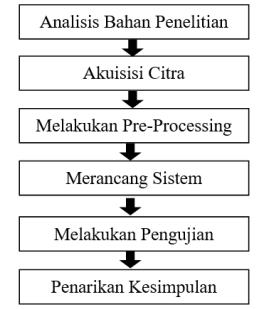 Analisis Bahan Penelitian
Akuisisi Citra
Melakukan Pre-Processing
Merancang Sistem
Melakukan Pengujian
Penarikan Kesimpulan